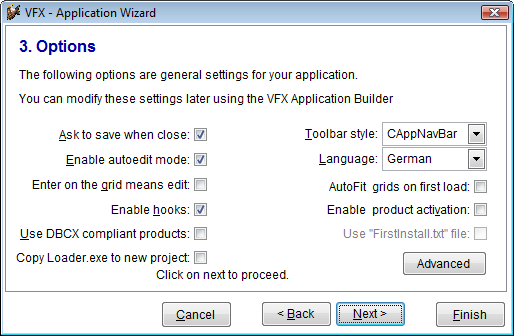 VFX - Application Wizard
3. Options
The following options are general settings for your application.
You can modify these settings later using the VFX Application Builder
Ask to save when close:
Toolbar style: CAppNavBar
Enable autoedit mode:
Language: German
Enter on the grid means edit:
AutoFit grids on first load:
Enable hooks:
Enable product activation:
Use DBCX compliant products:
Use "FirstInstall.txt" file:
Copy Loader.exe to new project:
Advanced
Click on next to proceed.
Cancel
< Back
Next >
Finish